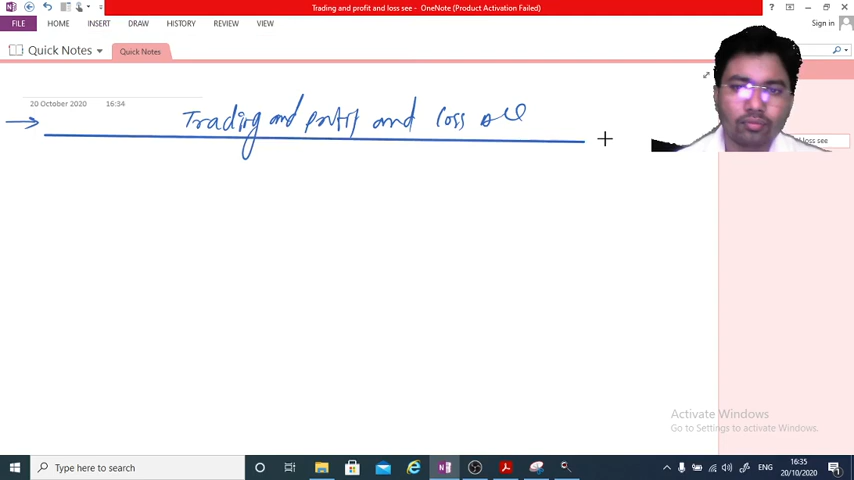 Trading and profit and loss see - OneNote (Product Activation Failed)
FILE HOME INSERT DRAW HISTORY REVIEW VIEW Sign in
Quick Notes Quick Notes
20 October 2020 16:34
Trading and profit and loss
loss see
Activate Windows
Go to Settings to activate Windows.
Type here to search
ENG 16:35
20/10/2020